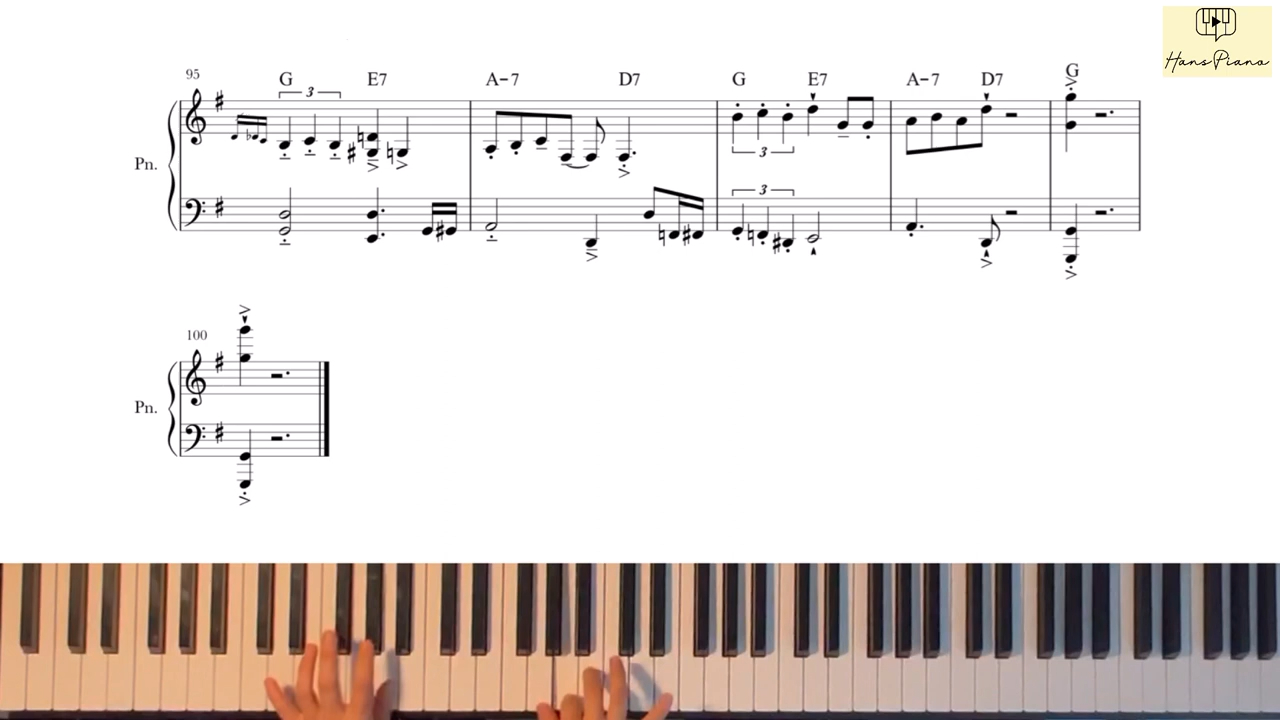 Hans Piano
95
G E7 A-7 D7 G E7 A-7 D7 G
3
Pn.
3
3
100
Pn.